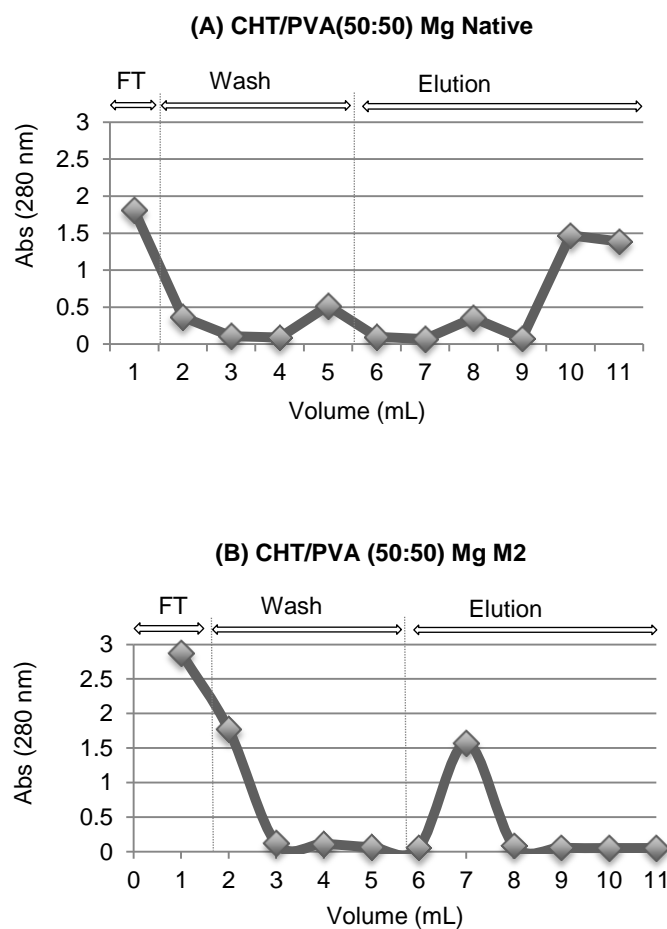 (A) CHT/PVA(50:50) Mg Native
FT Wash Elution
3
2.5
2
1.5
1
0.5
0
Abs (280 nm)
1 2 3 4 5 6 7 8 9 10 11
Volume (mL)
(B) CHT/PVA (50:50) Mg M2
FT Wash Elution
3
2.5
2
1.5
1
0.5
0
Abs (280 nm)
0 1 2 3 4 5 6 7 8 9 10 11
Volume (mL)